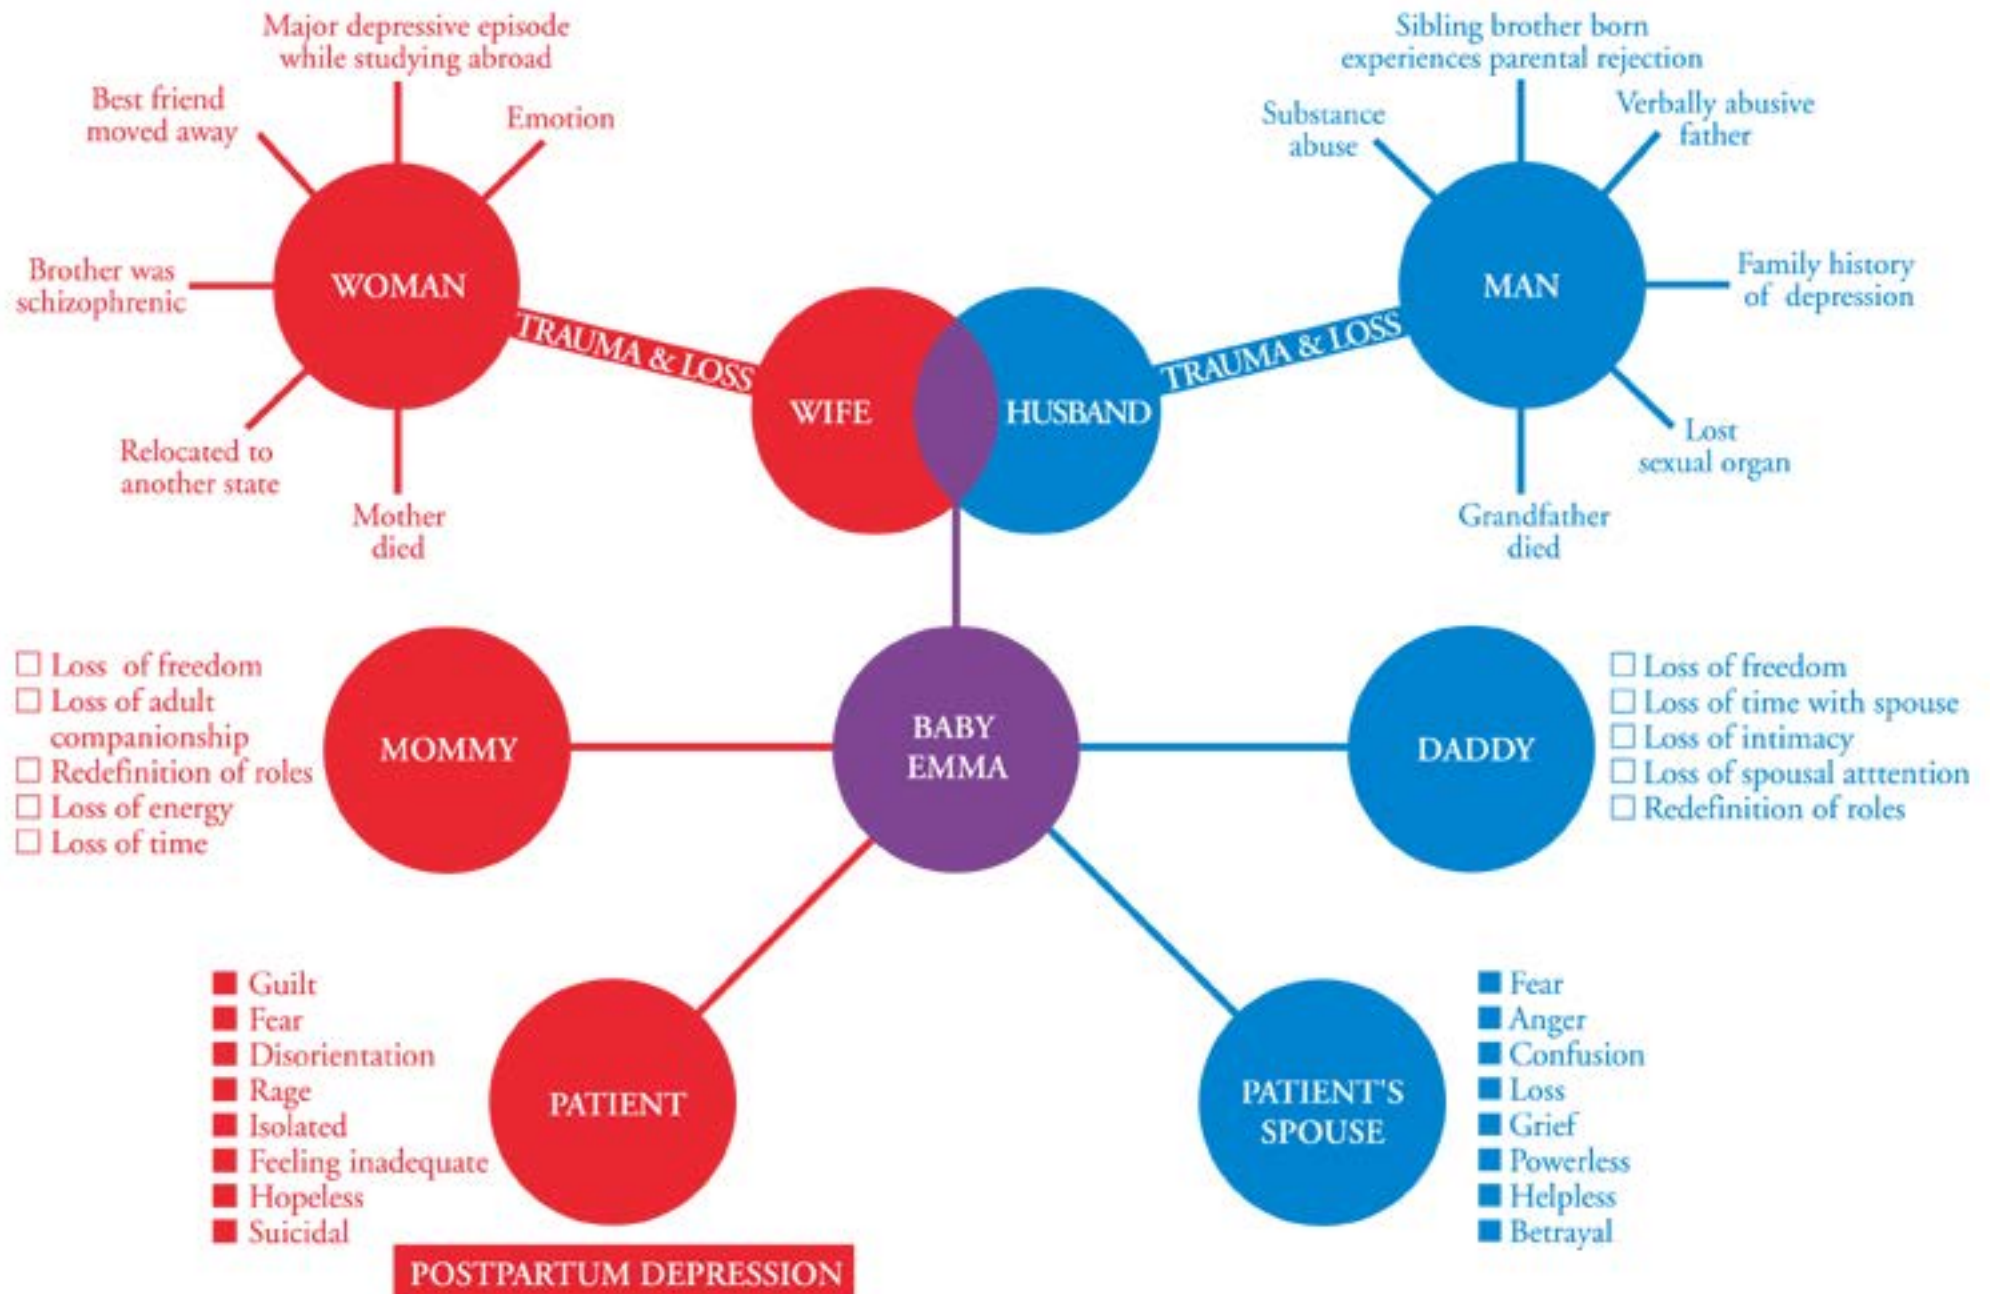 Major depressive episode
while studying abroad
Best friend
moved away
Emotion
Brother was
schizophrenic
WOMAN
Relocated to
another state
Mother
died
TRAUMA & LOSS
WIFE
HUSBAND
TRAUMA & LOSS
Sibling brother born
experiences parental rejection
Substance
abuse
Verbally abusive
father
MAN
Family history
of depression
Lost
sexual organ
Grandfather
died
Loss of freedom
Loss of adult
companionship
Redefinition of roles
Loss of energy
Loss of time
MOMMY
BABY
EMMA
DADDY
Loss of freedom
Loss of time with spouse
Loss of intimacy
Loss of spousal atttention
Redefinition of roles
Guilt
Fear
Disorientation
Rage
Isolated
Feeling inadequate
Hopeless
Suicidal
PATIENT
POSTPARTUM DEPRESSION
PATIENT'S
SPOUSE
Fear
Anger
Confusion
Loss
Grief
Powerless
Helpless
Betrayal